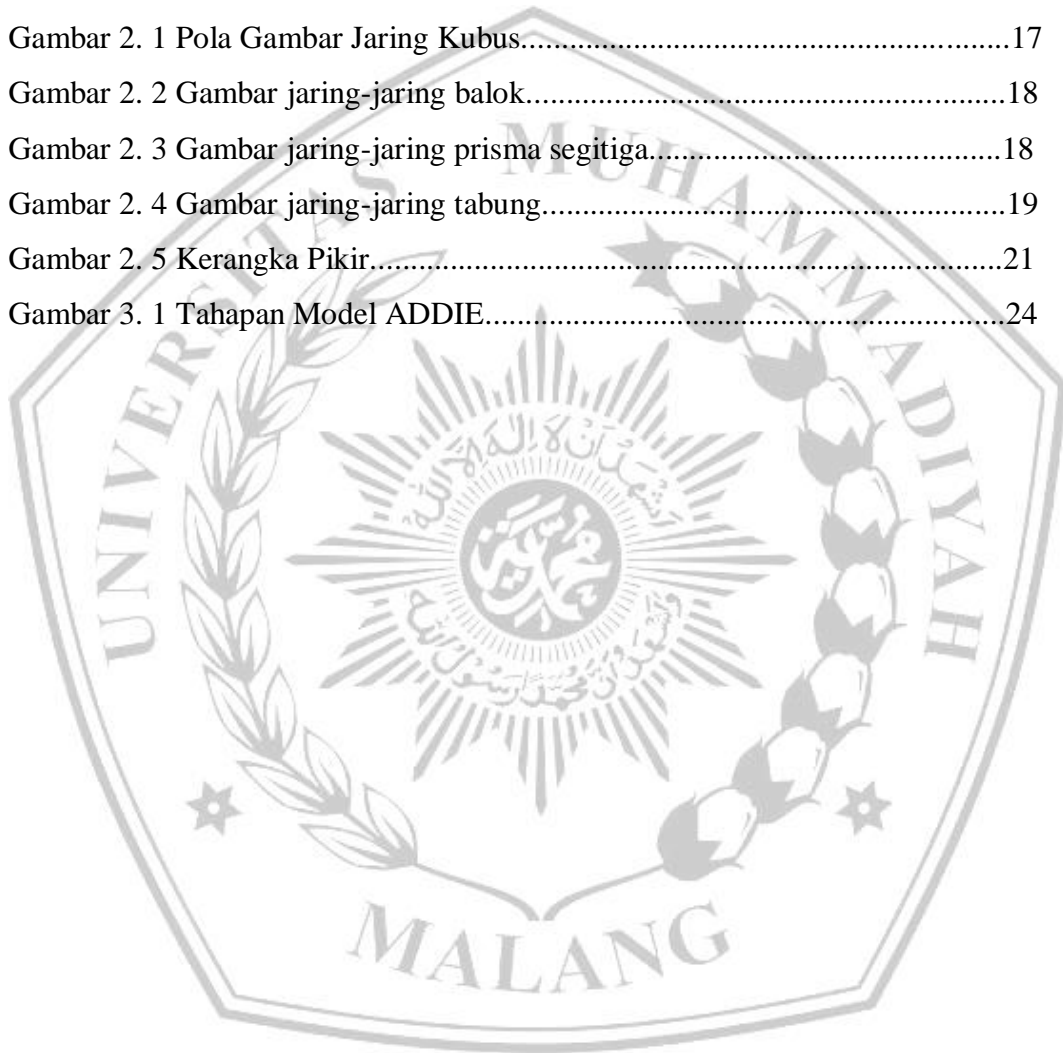 Gambar 2. 1 Pola Gambar Jaring Kubus............................................................17
Gambar 2. 2 Gambar jaring-jaring balok...........................................................18
Gambar 2. 3 Gambar jaring-jaring prisma segitiga...........................................18
Gambar 2. 4 Gambar jaring-jaring tabung.........................................................19
Gambar 2. 5 Kerangka Pikir.............................................................................21
Gambar 3. 1 Tahapan Model ADDIE................................................................24
UNIVERSITAS MUHAMMADIYAH
MALANG